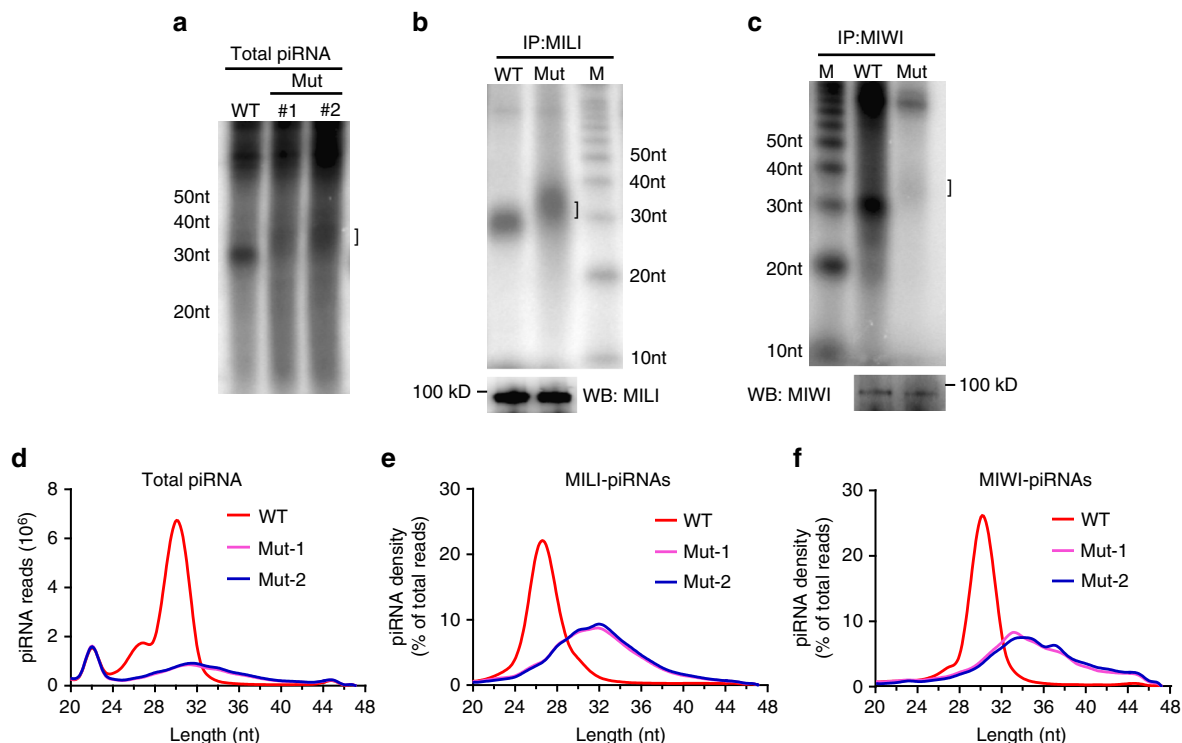 a
Total piRNA
Mut
WT #1 #2
50nt
40nt
30nt
20nt
]
b
IP:MILI
WT Mut M
50nt
40nt
30nt
20nt
10nt
]
100 kD
WB: MILI
c
IP:MIWI
M WT Mut
50nt
40nt
30nt
20nt
10nt
]
100 kD
WB: MIWI
d
Total piRNA
piRNA reads (10⁶)
8
6
4
2
0
WT
Mut-1
Mut-2
20 24 28 32 36 40 44 48
Length (nt)
e
MILI-piRNAs
piRNA density
(% of total reads)
30
20
10
0
WT
Mut-1
Mut-2
20 24 28 32 36 40 44 48
Length (nt)
f
MIWI-piRNAs
piRNA density
(% of total reads)
30
20
10
0
WT
Mut-1
Mut-2
20 24 28 32 36 40 44 48
Length (nt)